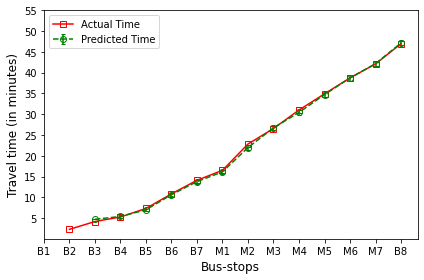 Actual Time
Predicted Time
Travel time (in minutes)
55
50
45
40
35
30
25
20
15
10
5
B1 B2 B3 B4 B5 B6 B7 M1 M2 M3 M4 M5 M6 M7 B8
Bus-stops